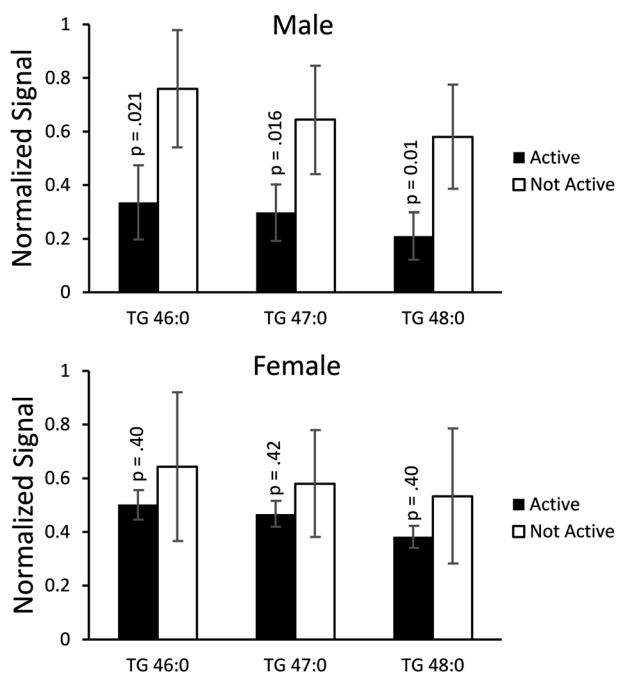 Male
Normalized Signal
1
0.8
0.6
0.4
0.2
0
p = .021
p = .016
p = 0.01
Active
Not Active
TG 46:0
TG 47:0
TG 48:0
Female
Normalized Signal
1
0.8
0.6
0.4
0.2
0
p = .40
p = .42
p = .40
Active
Not Active
TG 46:0
TG 47:0
TG 48:0